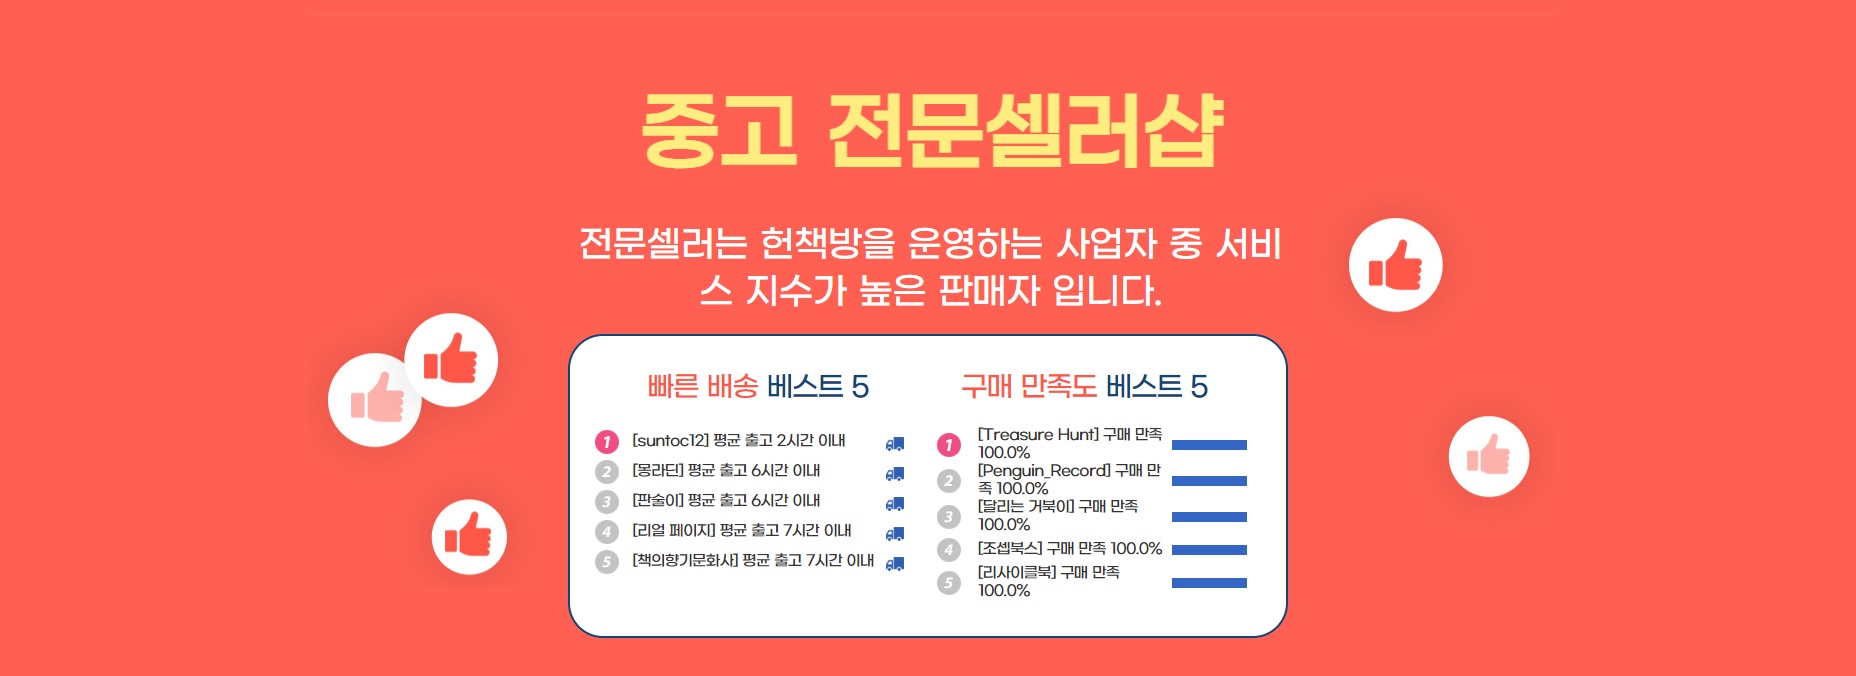 중고 전문셀러샵
전문셀러는 헌책방을 운영하는 사업자 중 서비
스 지수가 높은 판매자 입니다.
빠른 배송 베스트 5
1 [suntoc12] 평균 출고 2시간 이내
2 [몽라딘] 평균 출고 6시간 이내
3 [판술이] 평균 출고 6시간 이내
4 [리얼 페이지] 평균 출고 7시간 이내
5 [책의향기문화사] 평균 출고 7시간 이내
구매 만족도 베스트 5
1 [Treasure Hunt] 구매 만족
100.0%
2 [Penguin_Record] 구매 만
족 100.0%
3 [달리는 거북이] 구매 만족
100.0%
4 [조셉북스] 구매 만족 100.0%
5 [리사이클북] 구매 만족
100.0%